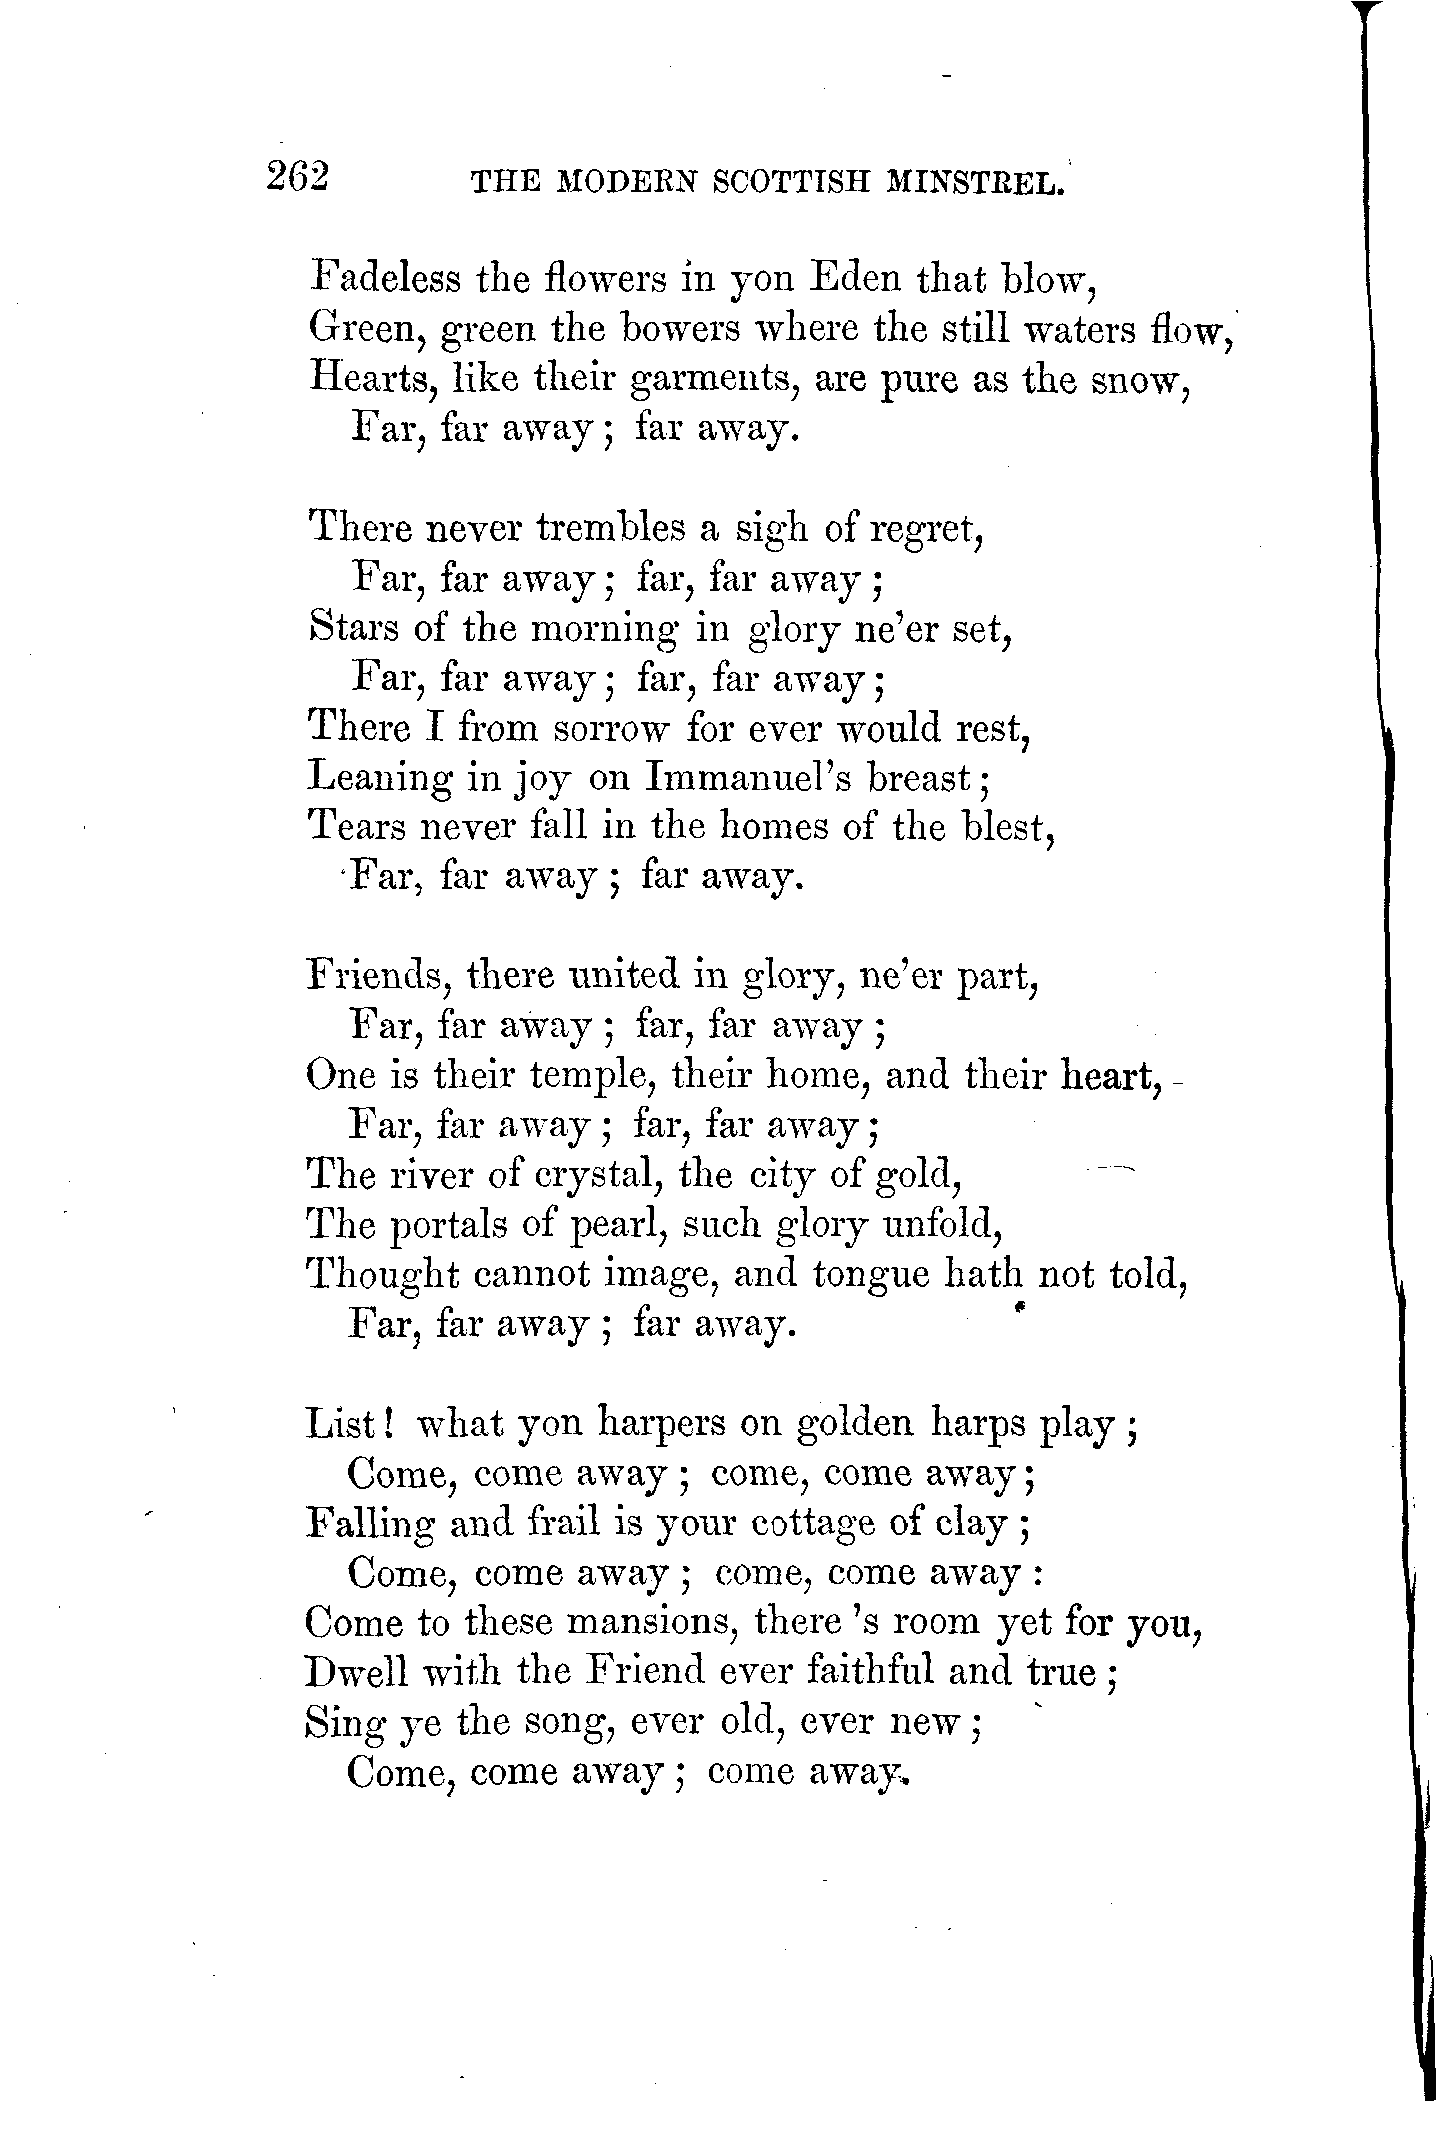 262 THE MODERN SCOTTISH MINSTREL.
Fadeless the flowers in yon Eden that blow,
Green, green the bowers where the still waters flow,
Hearts, like their garments, are pure as the snow,
Far, far away; far away.
There never trembles a sigh of regret,
Far, far away; far, far away;
Stars of the morning in glory ne'er set,
Far, far away; far, far away;
There I from sorrow for ever would rest,
Leaning in joy on Immanuel's breast;
Tears never fall in the homes of the blest,
Far, far away; far away.
Friends, there united in glory, ne'er part,
Far, far away; far, far away;
One is their temple, their home, and their heart,
Far, far away; far, far away;
The river of crystal, the city of gold,
The portals of pearl, such glory unfold,
Thought cannot image, and tongue hath not told,
Far, far away; far away.
List! what yon harpers on golden harps play;
Come, come away; come, come away;
Falling and frail is your cottage of clay;
Come, come away; come, come away:
Come to these mansions, there 's room yet for you,
Dwell with the Friend ever faithful and true;
Sing ye the song, ever old, ever new;
Come, come away; come away.